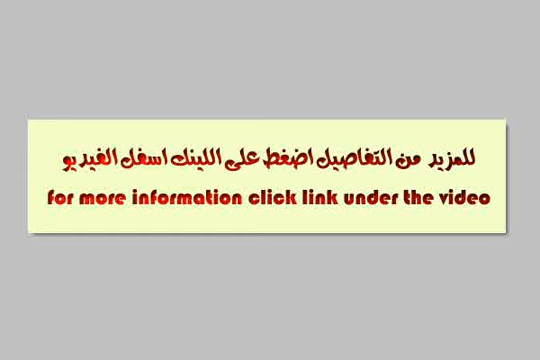 للمزيد من التفاصيل اضغط على اللينك اسفل الفيديو
for more information click link under the video